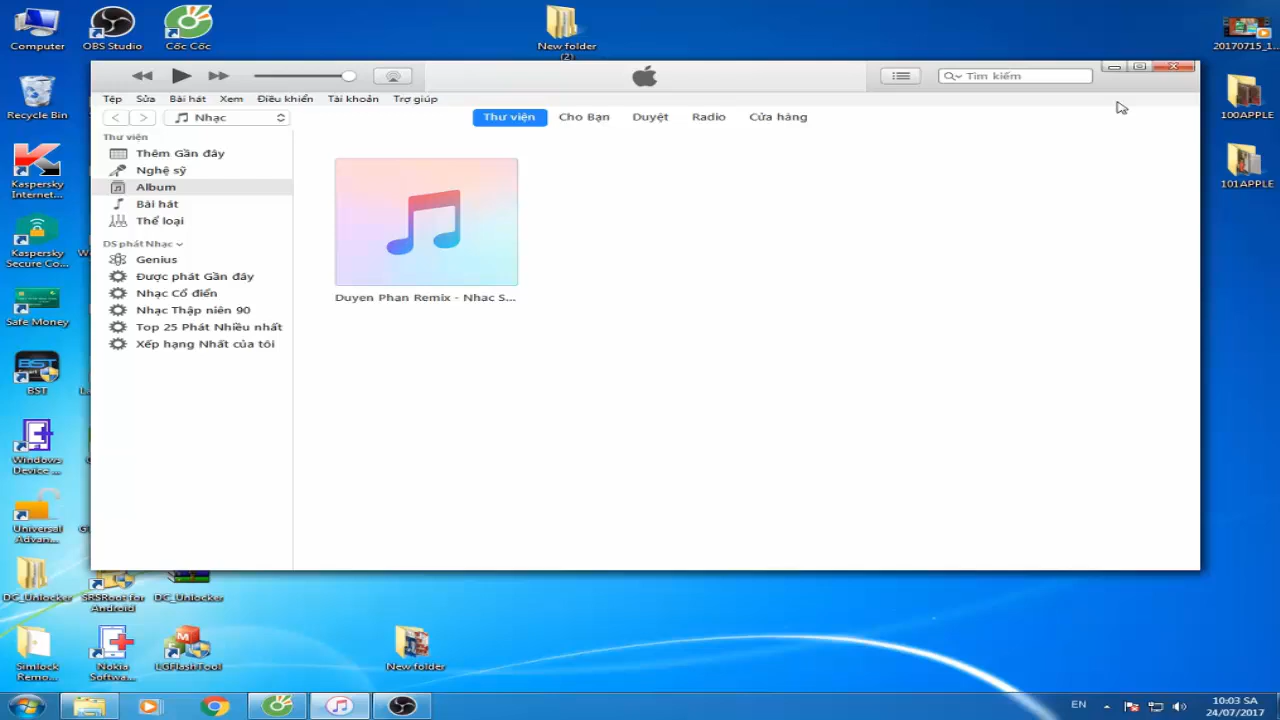 Computer
OBS Studio
Cốc Cốc
New folder
(2)
20170715_1...
Recycle Bin
100APPLE
Kaspersky
Internet...
101APPLE
Kaspersky
Secure Co...
Safe Money
BST
Windows
Device ...
Universal
Advan...
DC_Unlocker
SRSRoot for
Android
DC_Unlocker
Simlock
Remo...
Nokia
Softwa...
LGFlashTool
New folder
Tìm kiếm
Tệp
Sửa
Bài hát
Xem
Điều khiển
Tài khoản
Trợ giúp
Nhạc
Thư viện
Cho Bạn
Duyệt
Radio
Cửa hàng
Thư viện
Thêm Gần đây
Nghệ sỹ
Album
Bài hát
Thể loại
DS phát Nhạc
Genius
Được phát Gần đây
Nhạc Cổ điển
Nhạc Thập niên 90
Top 25 Phát Nhiều nhất
Xếp hạng Nhất của tôi
Duyen Phan Remix - Nhac S...
EN
10:03 SA
24/07/2017